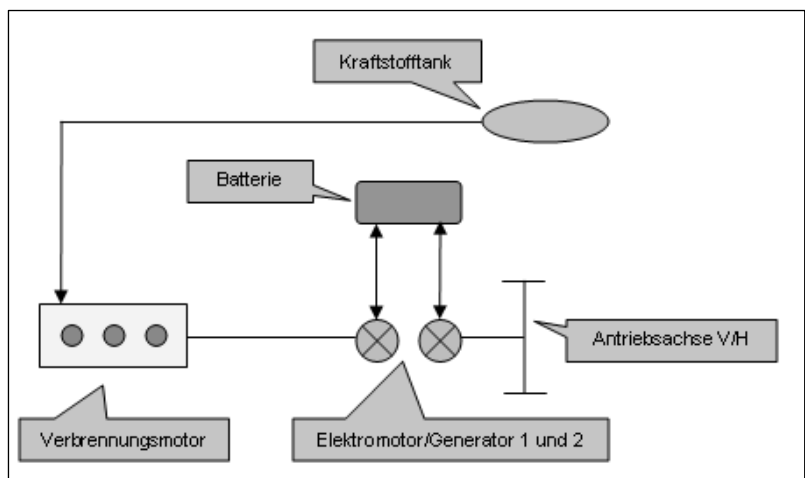 Kraftstofftank
Batterie
Antriebsachse V/H
Verbrennungsmotor
Elektromotor/Generator 1 und 2